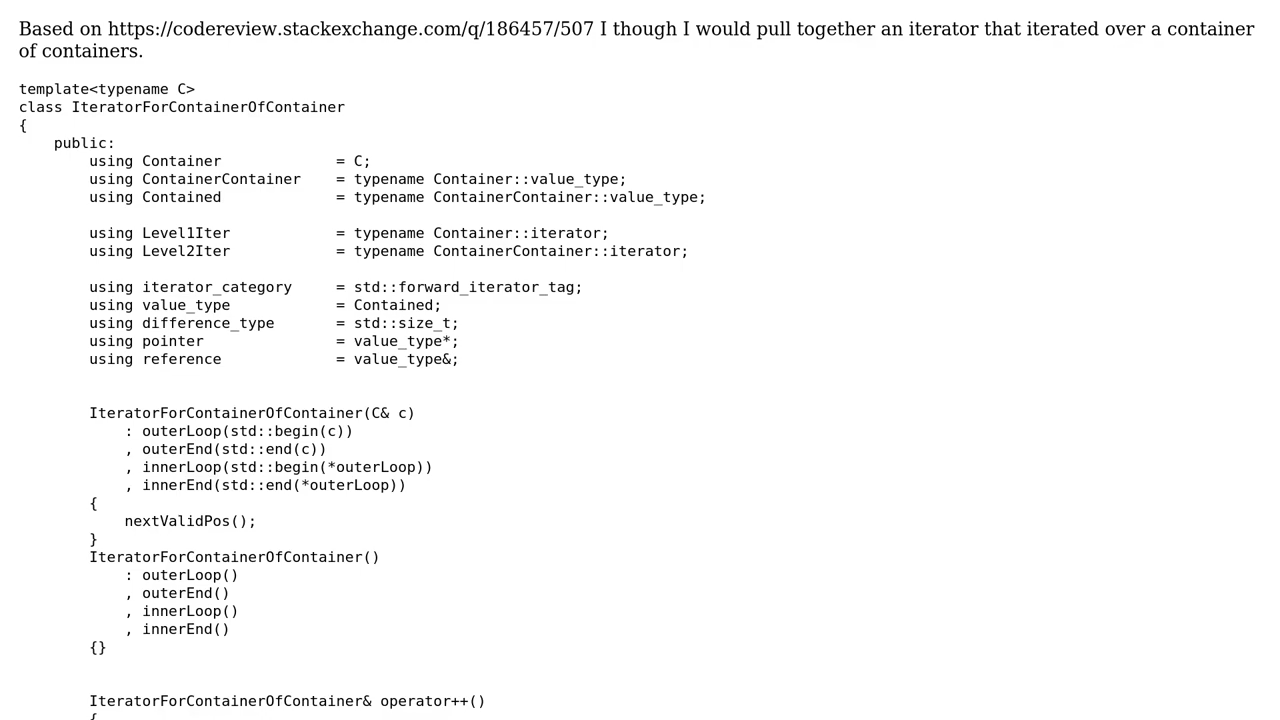 Based on https://codereview.stackexchange.com/q/186457/507 I though I would pull together an iterator that iterated over a container
of containers.
template<typename C>
class IteratorForContainerOfContainer
{
    public:
        using Container             = C;
        using ContainerContainer    = typename Container::value_type;
        using Contained             = typename ContainerContainer::value_type;

        using Level1Iter            = typename Container::iterator;
        using Level2Iter            = typename ContainerContainer::iterator;

        using iterator_category     = std::forward_iterator_tag;
        using value_type            = Contained;
        using difference_type       = std::size_t;
        using pointer               = value_type*;
        using reference             = value_type&;


        IteratorForContainerOfContainer(C& c)
            : outerLoop(std::begin(c))
            , outerEnd(std::end(c))
            , innerLoop(std::begin(*outerLoop))
            , innerEnd(std::end(*outerLoop))
        {
            nextValidPos();
        }
        IteratorForContainerOfContainer()
            : outerLoop()
            , outerEnd()
            , innerLoop()
            , innerEnd()
        {}


        IteratorForContainerOfContainer& operator++()
        {